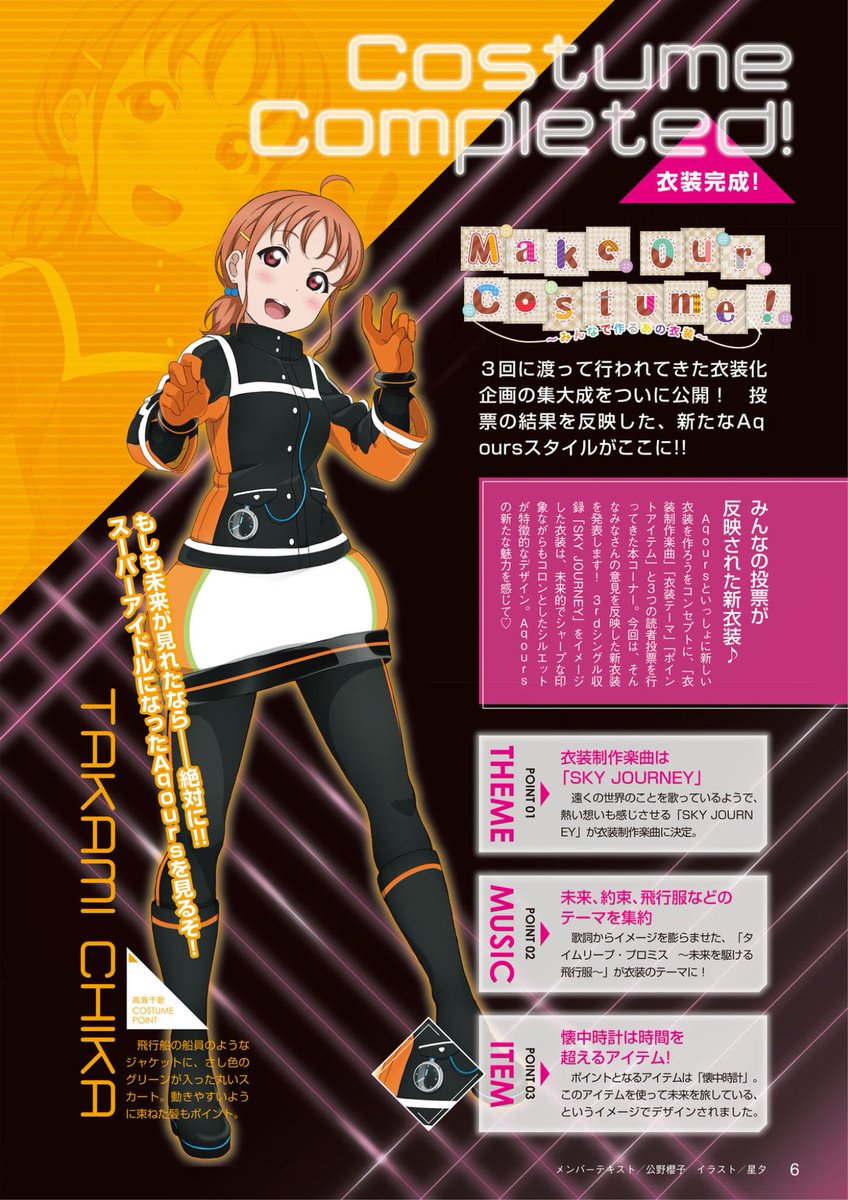 Costume
Completed!
衣装完成!
Make Our
Costume!
~みんなで作るあの衣装~
3回に渡って行われてきた衣装化
企画の集大成をついに公開! 投
票の結果を反映した、新たなAq
oursスタイルがここに!!
みんなの投票が
反映された新衣装♪
Aqoursといっしょに新しい
衣装を作ろうをコンセプトに、「衣
装制作楽曲」「衣装テーマ」「ポイン
トアイテム」と3つの読者投票を行
ってきた本コーナー。今回は、そん
なみなさんの意見を反映した新衣装
を発表します! 3rdシングル収
録「SKY JOURNEY」をイメージ
した衣装は、未来的でシャープな印
象ながらもコロンとしたシルエット
が特徴的なデザイン。Aqours
の新たな魅力を感じて♡
もしも未来が見れたなら──絶対に!!
スーパーアイドルになったAqoursを見るぞ!
TAKAMI CHIKA
高海千歌
COSTUME
POINT
飛行船の船員のような
ジャケットに、さし色の
グリーンが入った丸いス
カート。動きやすいよう
に束ねた髪もポイント。
THEME
POINT 01
衣装制作楽曲は
「SKY JOURNEY」
遠くの世界のことを歌っているようで、
熱い想いも感じさせる「SKY JOURN
EY」が衣装制作楽曲に決定。
MUSIC
POINT 02
未来、約束、飛行服などの
テーマを集約
歌詞からイメージを膨らませた、「タ
イムリープ・プロミス ~未来を駆ける
飛行服~」が衣装のテーマに!
ITEM
POINT 03
懐中時計は時間を
超えるアイテム!
ポイントとなるアイテムは「懐中時計」。
このアイテムを使って未来を旅している、
というイメージでデザインされました。
メンバーテキスト/公野櫻子 イラスト/星夕 6